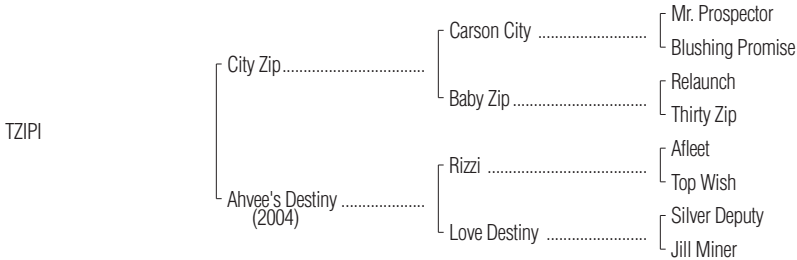 Mr. Prospector
Carson City ..........................
Blushing Promise
City Zip..................................
Relaunch
Baby Zip................................
Thirty Zip
TZIPI
Afleet
Rizzi ......................................
Top Wish
Ahvee's Destiny ....................
(2004)
Silver Deputy
Love Destiny ........................
Jill Miner